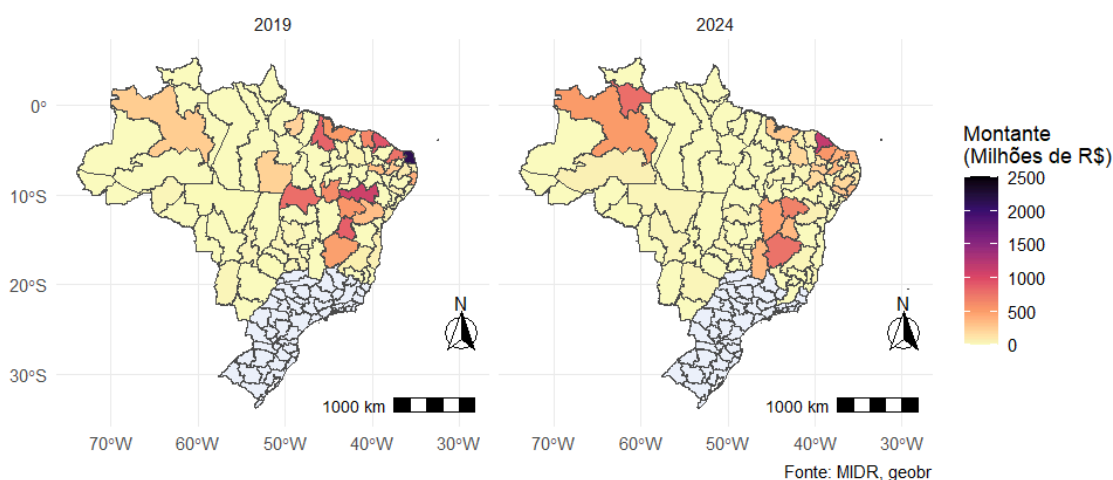 2019
2024
0°
10°S
20°S
30°S
N
N
1000 km
1000 km
70°W 60°W 50°W 40°W 30°W
70°W 60°W 50°W 40°W 30°W
Montante
(Milhões de R$)
2500
2000
1500
1000
500
0
Fonte: MIDR, geobr